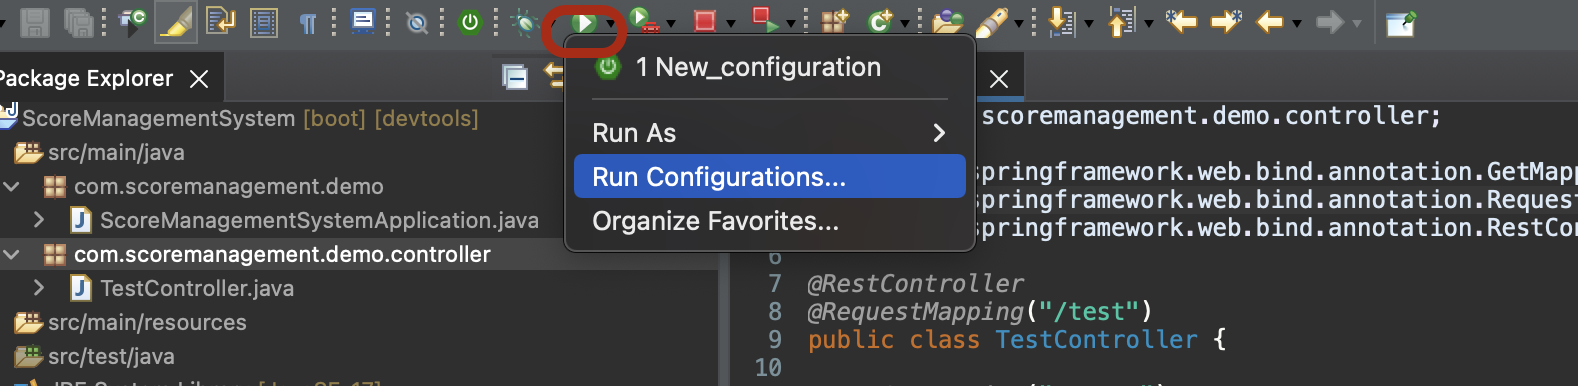 1 New_configuration
Run As
Run Configurations...
Organize Favorites...
Package Explorer
ScoreManagementSystem [boot] [devtools]
src/main/java
com.scoremanagement.demo
ScoreManagementSystemApplication.java
com.scoremanagement.demo.controller
TestController.java
src/main/resources
src/test/java
scoremanagement.demo.controller;
springframework.web.bind.annotation.GetMapp
springframework.web.bind.annotation.Request
springframework.web.bind.annotation.RestCon
6
7 @RestController
8 @RequestMapping("/test")
9 public class TestController {
10